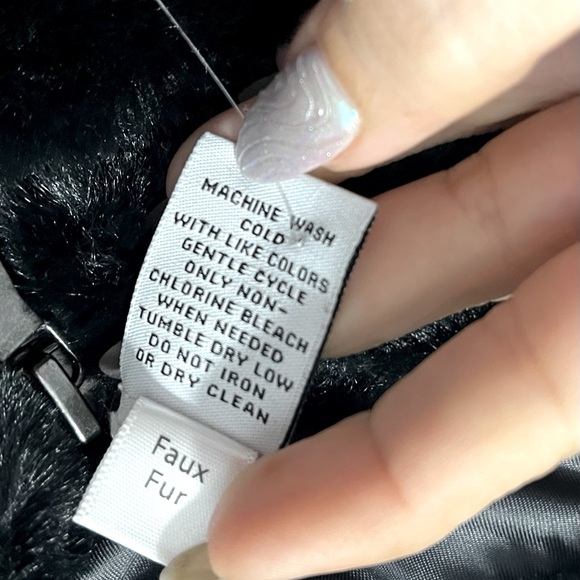 MACHINE WASH
COLD
WITH LIKE COLORS
GENTLE CYCLE
ONLY NON-
CHLORINE BLEACH
WHEN NEEDED
TUMBLE DRY LOW
DO NOT IRON
OR DRY CLEAN
Faux
Fur